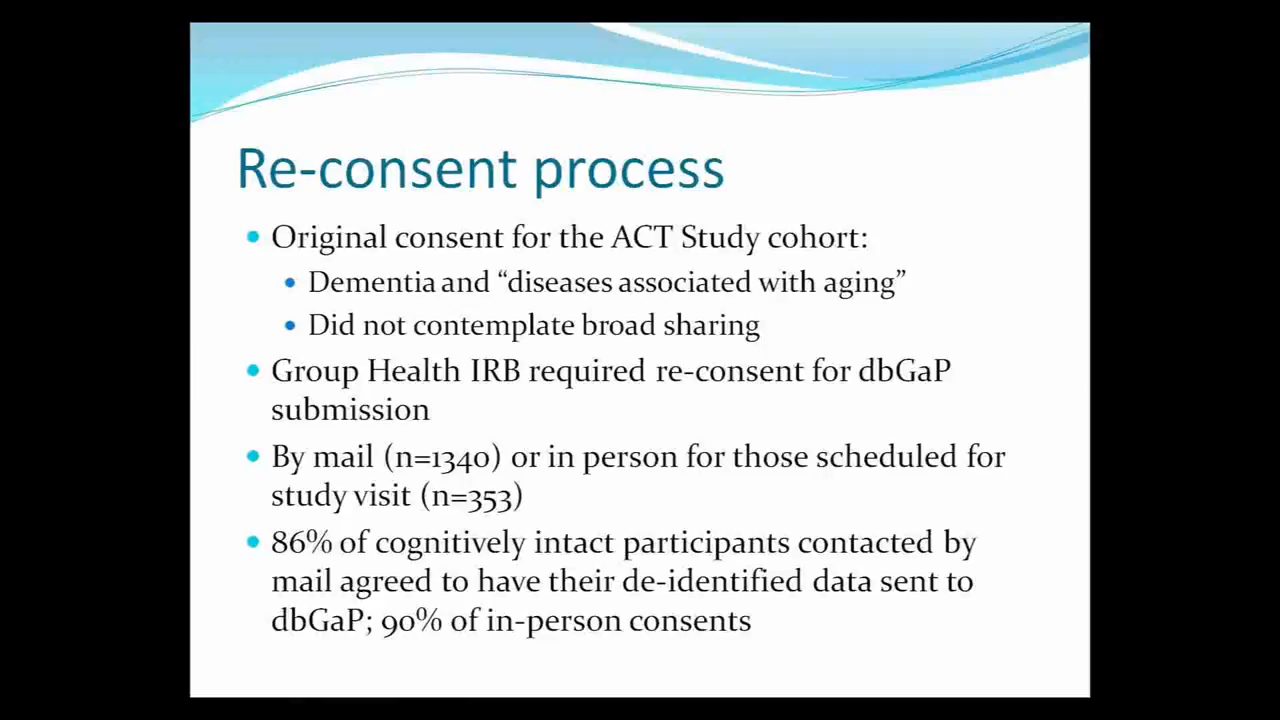 Re-consent process
• Original consent for the ACT Study cohort:
• Dementia and “diseases associated with aging”
• Did not contemplate broad sharing
• Group Health IRB required re-consent for dbGaP
submission
• By mail (n=1340) or in person for those scheduled for
study visit (n=353)
• 86% of cognitively intact participants contacted by
mail agreed to have their de-identified data sent to
dbGaP; 90% of in-person consents